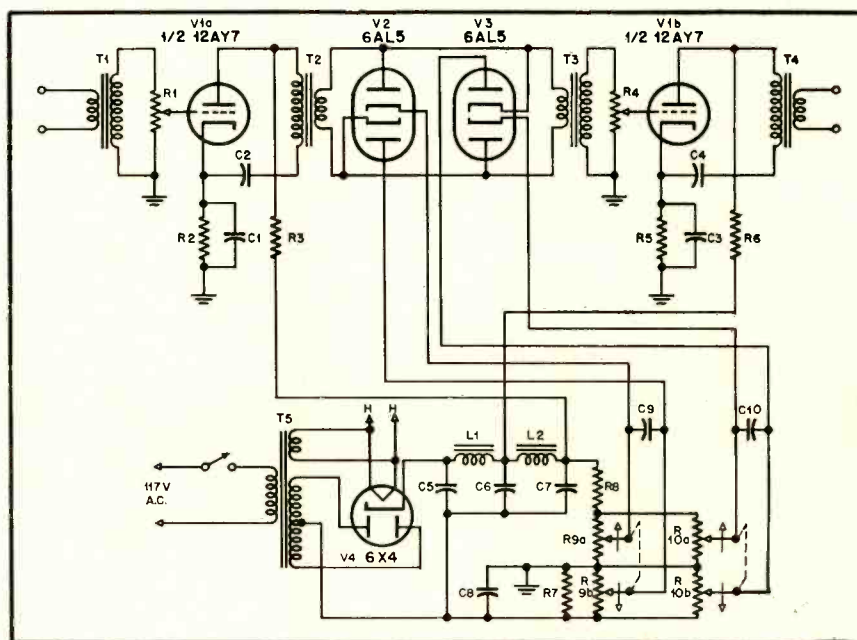 V1a
1/2 12AY7
V2
6AL5
V3
6AL5
V1b
1/2 12AY7
T1
R1
T2
T3
R4
T4
C2
C4
R2
C1
R3
R5
C3
R6
T5
H
H
L1
L2
C9
C10
117V
A.C.
C5
C6
C7
R8
R9a
R
10a
V4 6X4
C8
R7
R
9b
R
10b